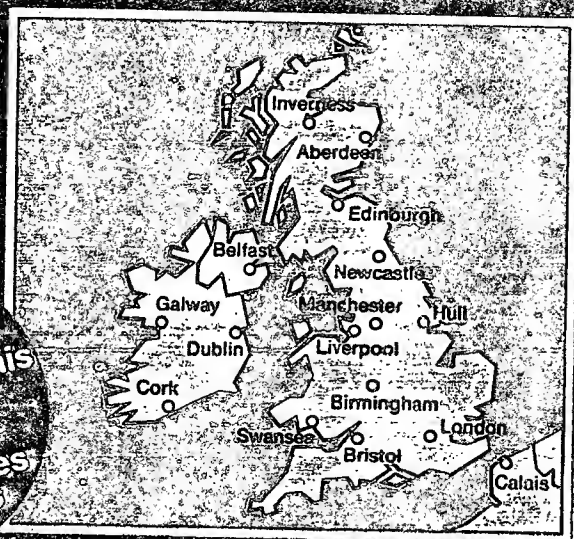 Inverness
Aberdeen
Edinburgh
Belfast
Newcastle
Galway
Manchester
Hull
Dublin
Liverpool
Cork
Birmingham
Swansea
London
Bristol
Calais